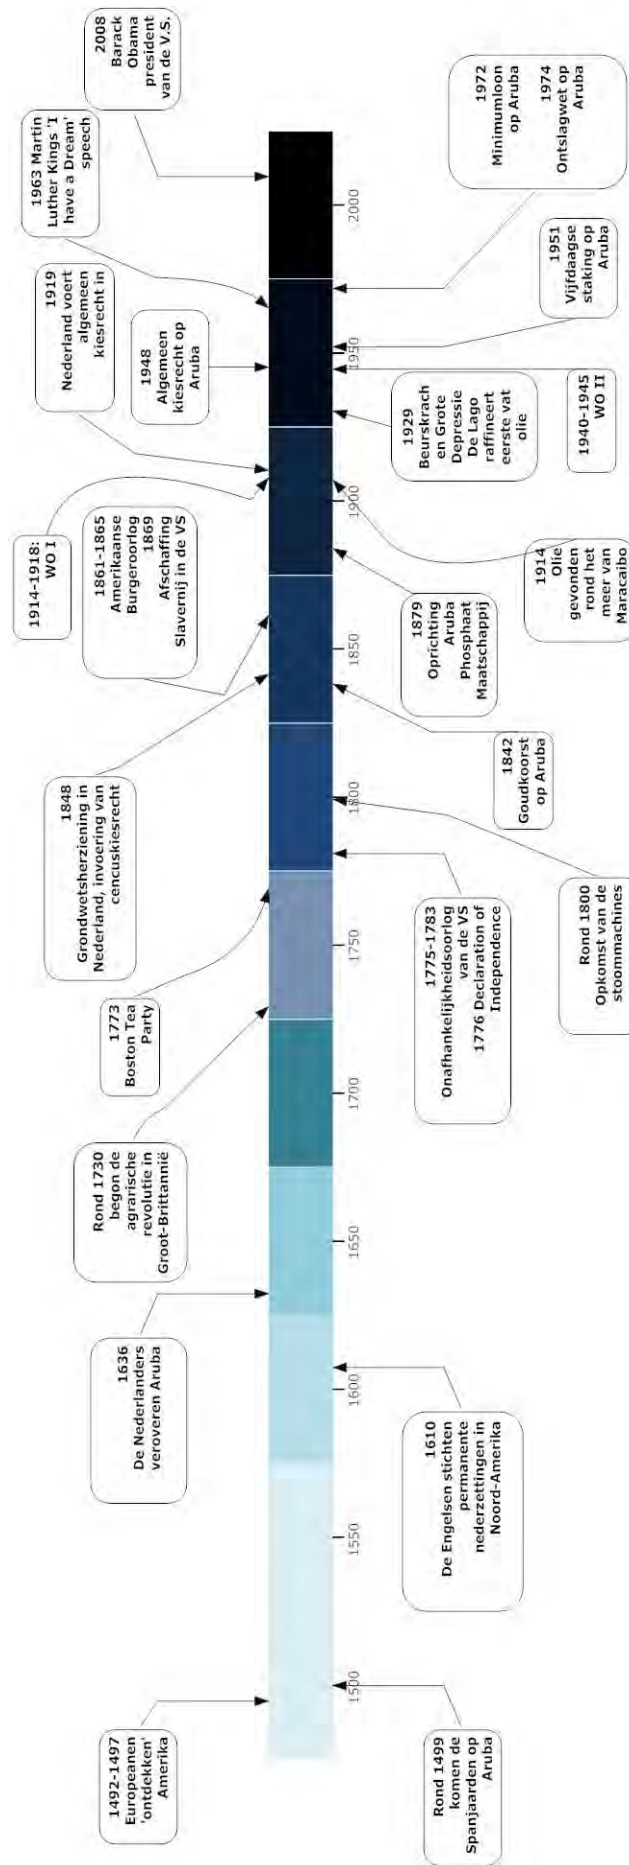 1492-1497
Europeanen
'ontdekken'
Amerika
1636
De Nederlanders
veroveren Aruba
Rond 1730
begon de
agrarische
revolutie in
Groot-Brittannië
1773
Boston Tea
Party
1848
Grondwetsherziening in
Nederland, invoering van
cencuskiesrecht
1861-1865
Amerikaanse
Burgeroorlog
1869
Afschaffing
Slavernij in de VS
1914-1918:
WO I
1919
Nederland voert
algemeen
kiesrecht in
1948
Algemeen
kiesrecht op
Aruba
1963 Martin
Luther Kings 'I
have a Dream'
speech
2008
Barack
Obama
president
van de V.S.
1500
1550
1600
1650
1700
1750
1800
1850
1900
1950
2000
Rond 1499
komen de
Spanjaarden op
Aruba
1610
De Engelsen stichten
permanente
nederzettingen in
Noord-Amerika
1775-1783
Onafhankelijkheidsoorlog
van de VS
1776 Declaration of
Independence
Rond 1800
Opkomst van de
stoommachines
1842
Goudkoorst
op Aruba
1879
Oprichting
Aruba
Phosphaat
Maatschappij
1914
Olie
gevonden
rond het
meer van
Maracaibo
1929
Beurskrach
en Grote
Depressie
De Lago
raffineert
eerste vat
olie
1940-1945
WO II
1951
Vijfdaagse
staking op
Aruba
1972
Minimumloon
op Aruba
1974
Ontslagwet op
Aruba